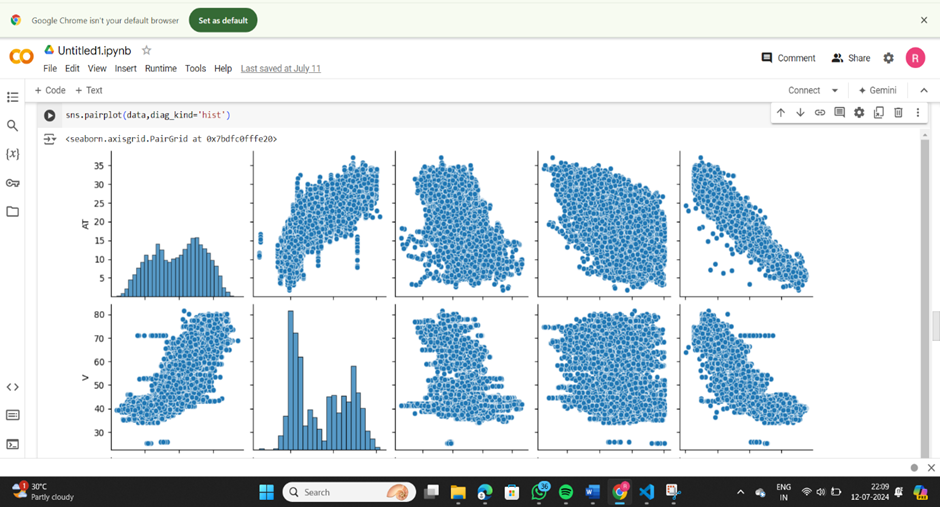 Google Chrome isn't your default browser
Set as default
Untitled1.ipynb
File Edit View Insert Runtime Tools Help Last saved at July 11
Comment
Share
R
+ Code + Text
Connect
Gemini
{x}
sns.pairplot(data,diag_kind='hist')
<seaborn.axisgrid.PairGrid at 0x7bdfc0fffe20>
35
30
25
20
15
10
5
AT
80
70
60
50
40
30
V
1
30°C
Partly cloudy
Search
36
ENG
IN
22:09
12-07-2024